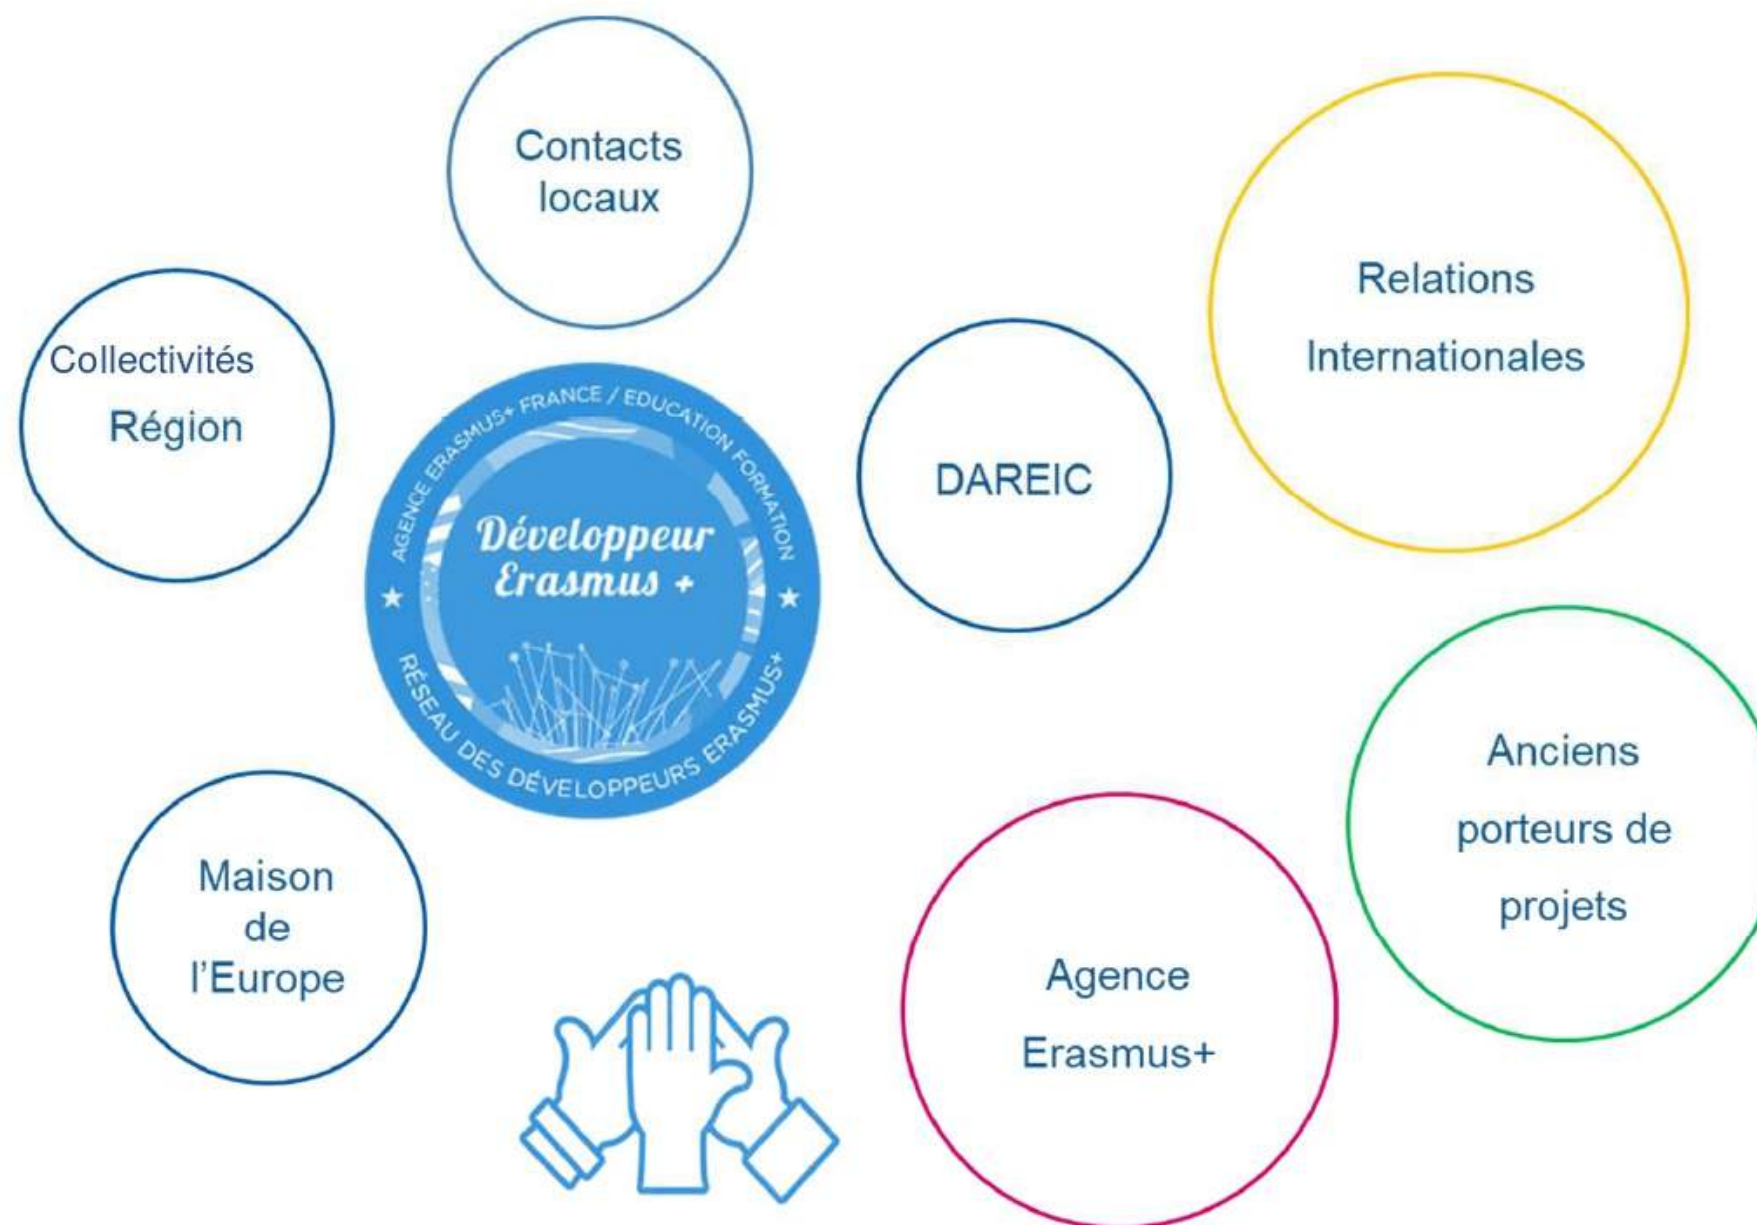 Contacts
locaux
Relations
Internationales
Collectivités
Région
DAREIC
AGENCE ERASMUS+ FRANCE / EDUCATION FORMATION
Développeur
Erasmus +
RÉSEAU DES DÉVELOPPEURS ERASMUS+
Anciens
porteurs de
projets
Maison
de
l’Europe
Agence
Erasmus+